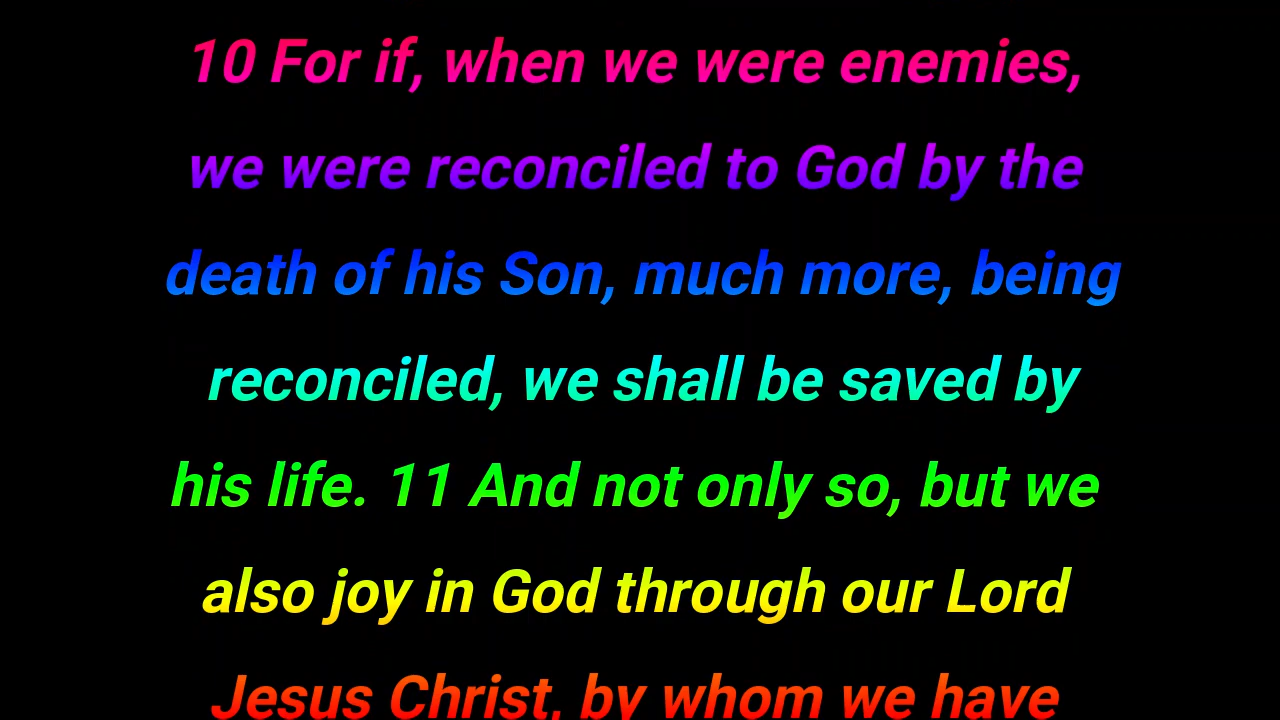 10 For if, when we were enemies,
we were reconciled to God by the
death of his Son, much more, being
reconciled, we shall be saved by
his life. 11 And not only so, but we
also joy in God through our Lord
Jesus Christ, by whom we have